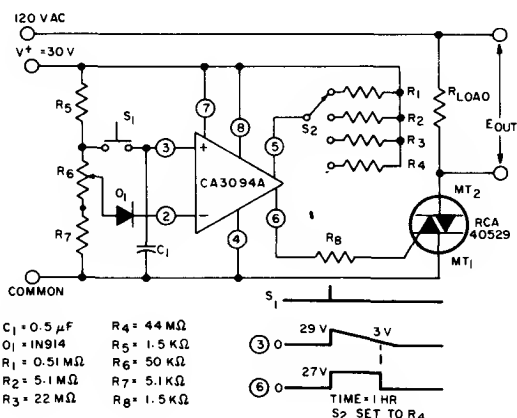 120 VAC
V+ = 30 V
R5
S1
R6
D1
R7
C1
3
2
7
8
5
6
4
+
−
CA3094A
S2
R1
R2
R3
R4
RLOAD
EOUT
R8
MT2
RCA
40529
MT1
COMMON
S1
C1 = 0.5 µF
D1 = 1N914
R1 = 0.51 MΩ
R2 = 5.1 MΩ
R3 = 22 MΩ
R4 = 44 MΩ
R5 = 1.5 KΩ
R6 = 50 KΩ
R7 = 5.1 KΩ
R8 = 1.5 KΩ
3 0 29 V 3 V
6 0 27 V
TIME = 1 HR
S2 SET TO R4